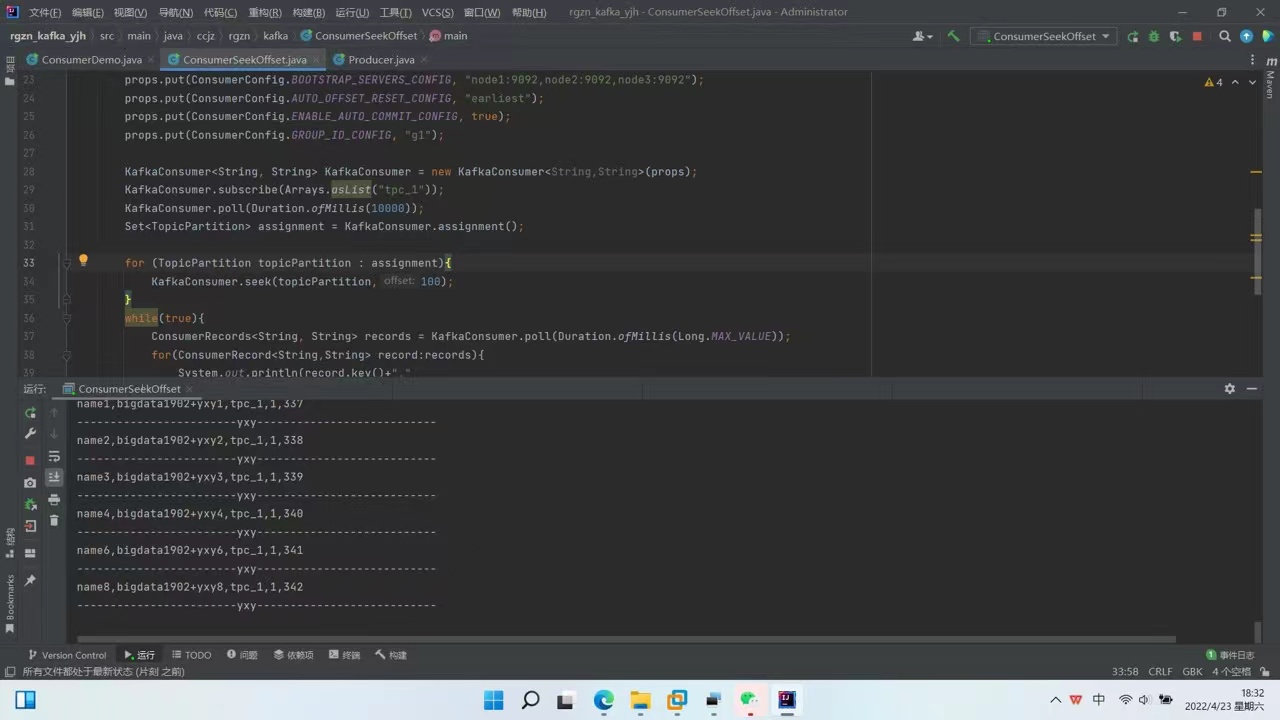 文件(F) 编辑(E) 视图(V) 导航(N) 代码(C) 重构(R) 构建(B) 运行(U) 工具(T) VCS(S) 窗口(W) 帮助(H) rgzn_kafka_yjh - ConsumerSeekOffset.java - Administrator
rgzn_kafka_yjh src main java ccjz rgzn kafka ConsumerSeekOffset main ConsumerSeekOffset
ConsumerDemo.java ConsumerSeekOffset.java Producer.java
Maven
4
23 props.put(ConsumerConfig.BOOTSTRAP_SERVERS_CONFIG, "node1:9092,node2:9092,node3:9092");
24 props.put(ConsumerConfig.AUTO_OFFSET_RESET_CONFIG, "earliest");
25 props.put(ConsumerConfig.ENABLE_AUTO_COMMIT_CONFIG, true);
26 props.put(ConsumerConfig.GROUP_ID_CONFIG, "g1");
27
28 KafkaConsumer<String, String> KafkaConsumer = new KafkaConsumer<String,String>(props);
29 KafkaConsumer.subscribe(Arrays.asList("tpc_1"));
30 KafkaConsumer.poll(Duration.ofMillis(10000));
31 Set<TopicPartition> assignment = KafkaConsumer.assignment();
32
33 for (TopicPartition topicPartition : assignment){
34 KafkaConsumer.seek(topicPartition, offset: 100);
35 }
36 while(true){
37 ConsumerRecords<String, String> records = KafkaConsumer.poll(Duration.ofMillis(Long.MAX_VALUE));
38 for(ConsumerRecord<String,String> record:records){
39 System.out.println(record.key()+","
运行: ConsumerSeekOffset
name1,bigdata1902+yxy1,tpc_1,1,337
------------------------yxy---------------------------
name2,bigdata1902+yxy2,tpc_1,1,338
------------------------yxy---------------------------
name3,bigdata1902+yxy3,tpc_1,1,339
------------------------yxy---------------------------
name4,bigdata1902+yxy4,tpc_1,1,340
------------------------yxy---------------------------
name6,bigdata1902+yxy6,tpc_1,1,341
------------------------yxy---------------------------
name8,bigdata1902+yxy8,tpc_1,1,342
------------------------yxy---------------------------
结构
Bookmarks
Version Control 运行 TODO 问题 依赖项 终端 构建 1 事件日志
所有文件都处于最新状态 (片刻 之前) 33:58 CRLF GBK 4 个空格
中 18:32
2022/4/23 星期六